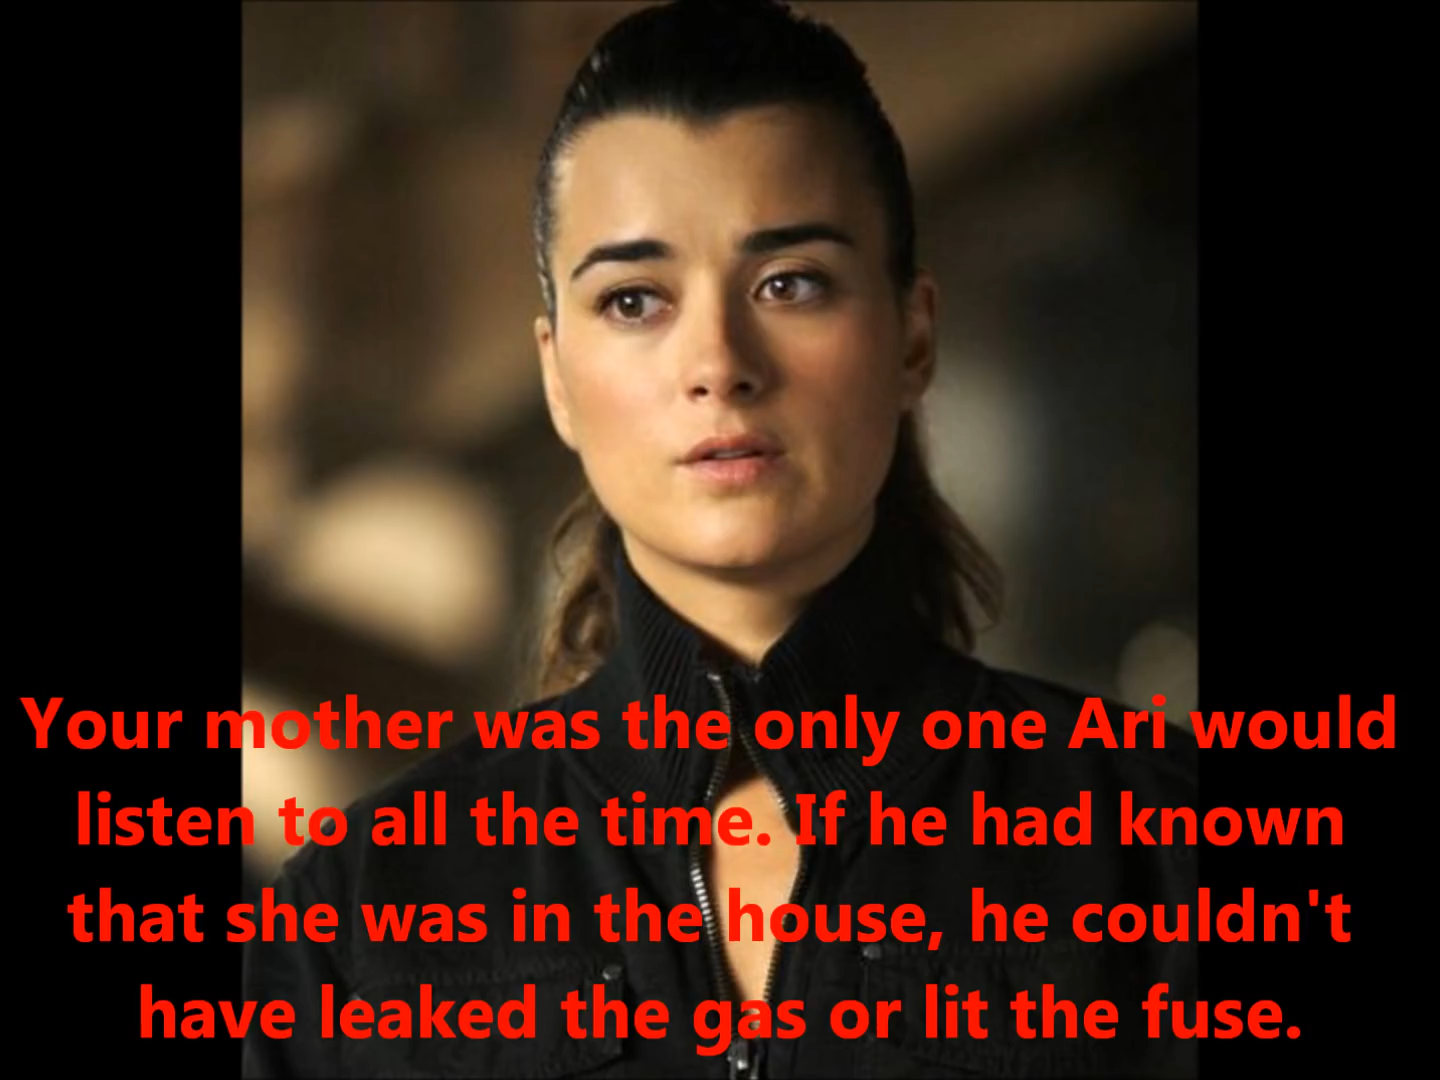 Your mother was the only one Ari would
listen to all the time. If he had known
that she was in the house, he couldn't
have leaked the gas or lit the fuse.